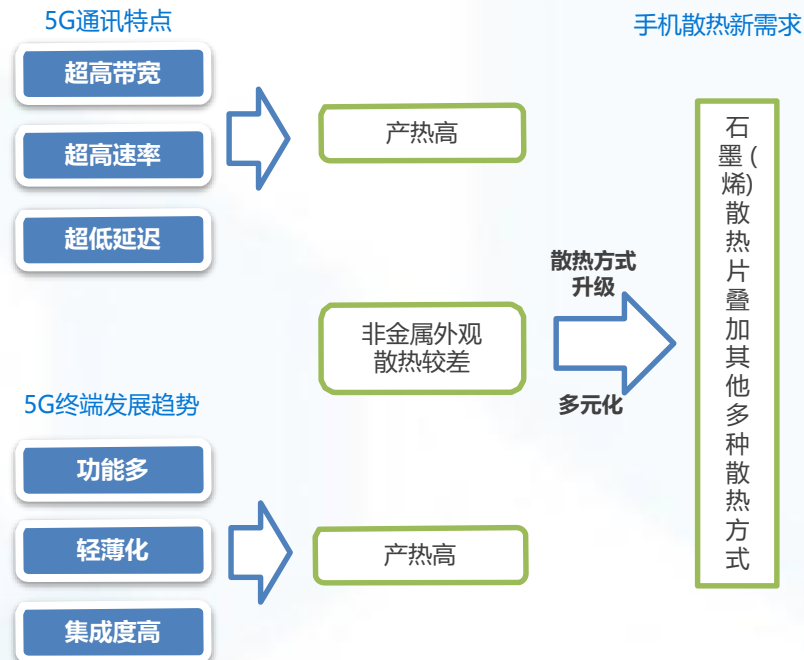 5G通讯特点
超高带宽
超高速率
超低延迟
产热高
非金属外观
散热较差
5G终端发展趋势
功能多
轻薄化
集成度高
产热高
散热方式
升级
多元化
手机散热新需求
石
墨(
烯)
散
热
片
叠
加
其
他
多
种
散
热
方
式